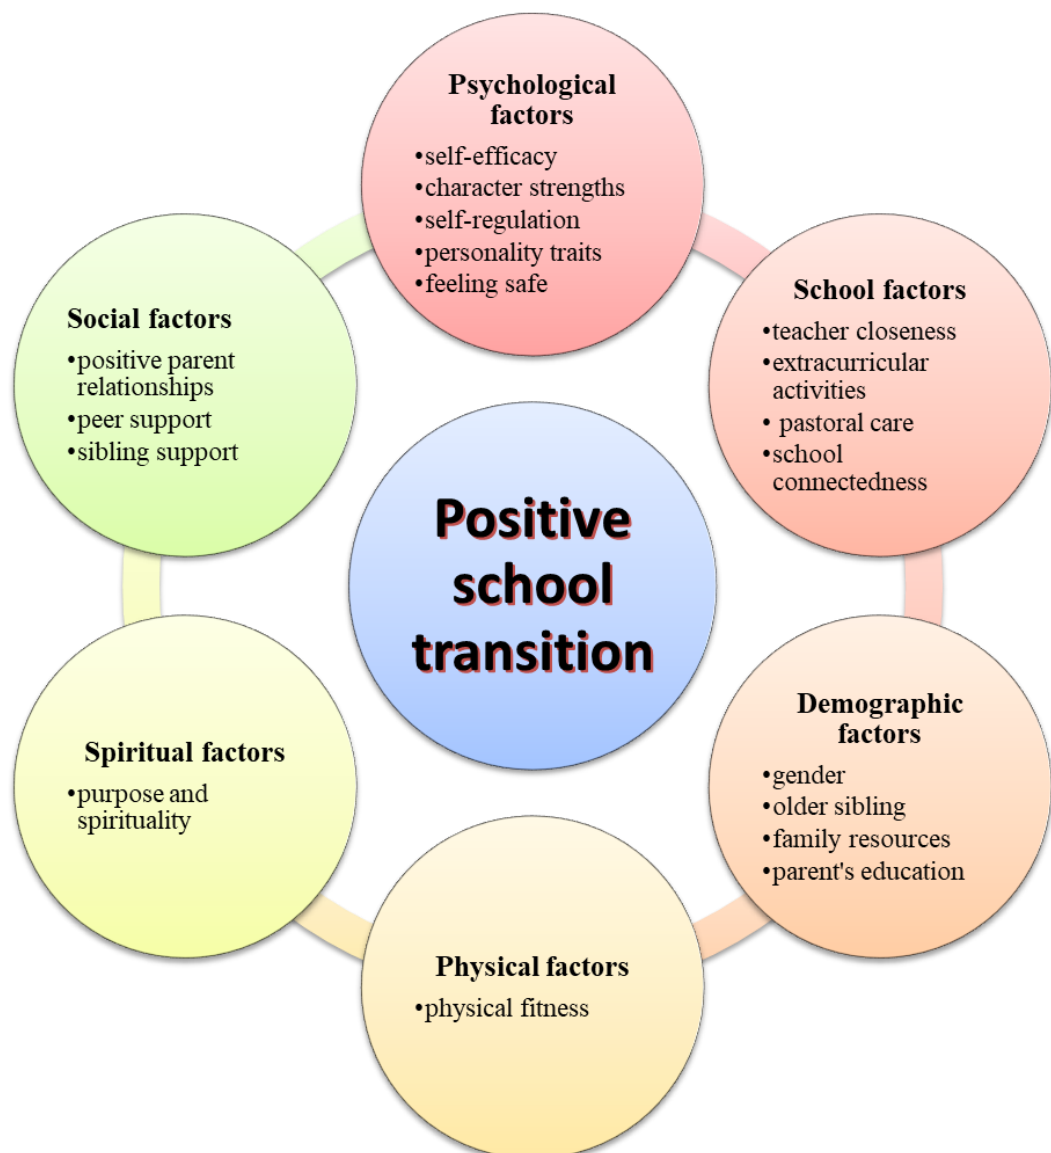 Psychological
factors
•self-efficacy
•character strengths
•self-regulation
•personality traits
•feeling safe
School factors
•teacher closeness
•extracurricular
activities
• pastoral care
•school
connectedness
Demographic
factors
•gender
•older sibling
•family resources
•parent's education
Physical factors
•physical fitness
Spiritual factors
•purpose and
spirituality
Social factors
•positive parent
relationships
•peer support
•sibling support
Positive
school
transition